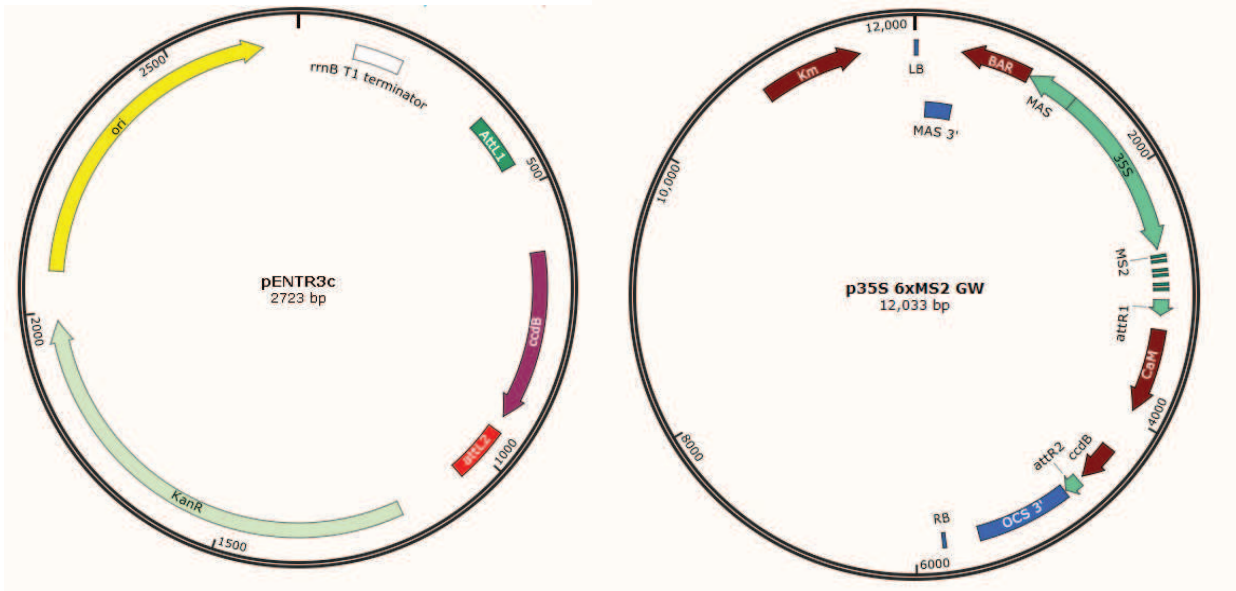 2500
ori
rrnB T1 terminator
AttL1
500
pENTR3c
2723 bp
ccdB
2000
attL2
1000
KanR
1500
12,000
Km
LB
BAR
MAS 3'
MAS
2000
35S
10,000
MS2
p35S 6xMS2 GW
12,033 bp
attR1
CaM
4000
8000
ccdB
attR2
OCS 3'
RB
6000